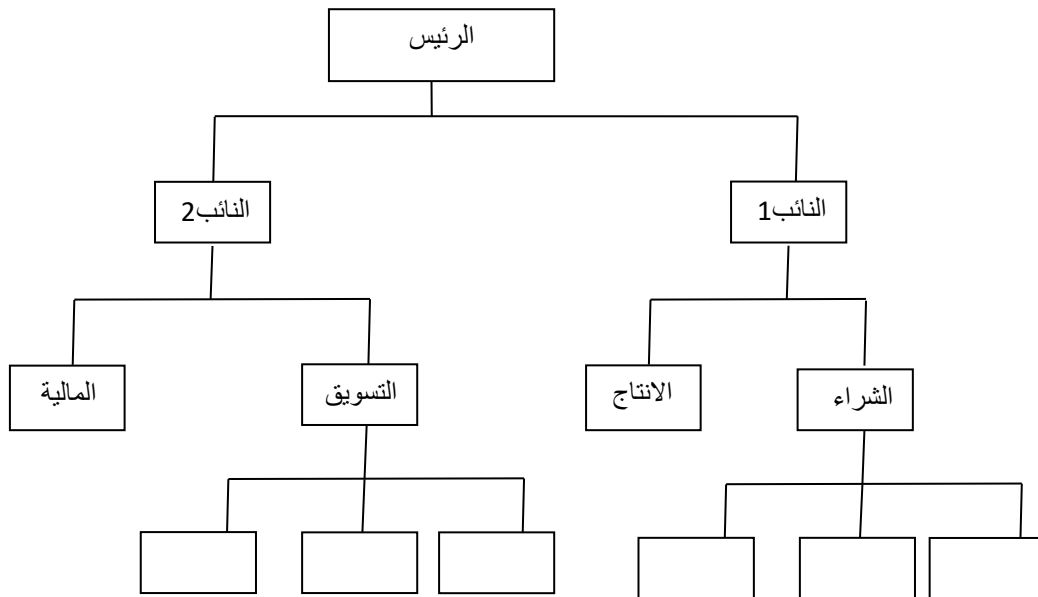 الرئيس
النائب1
النائب2
الشراء
الانتاج
التسويق
المالية